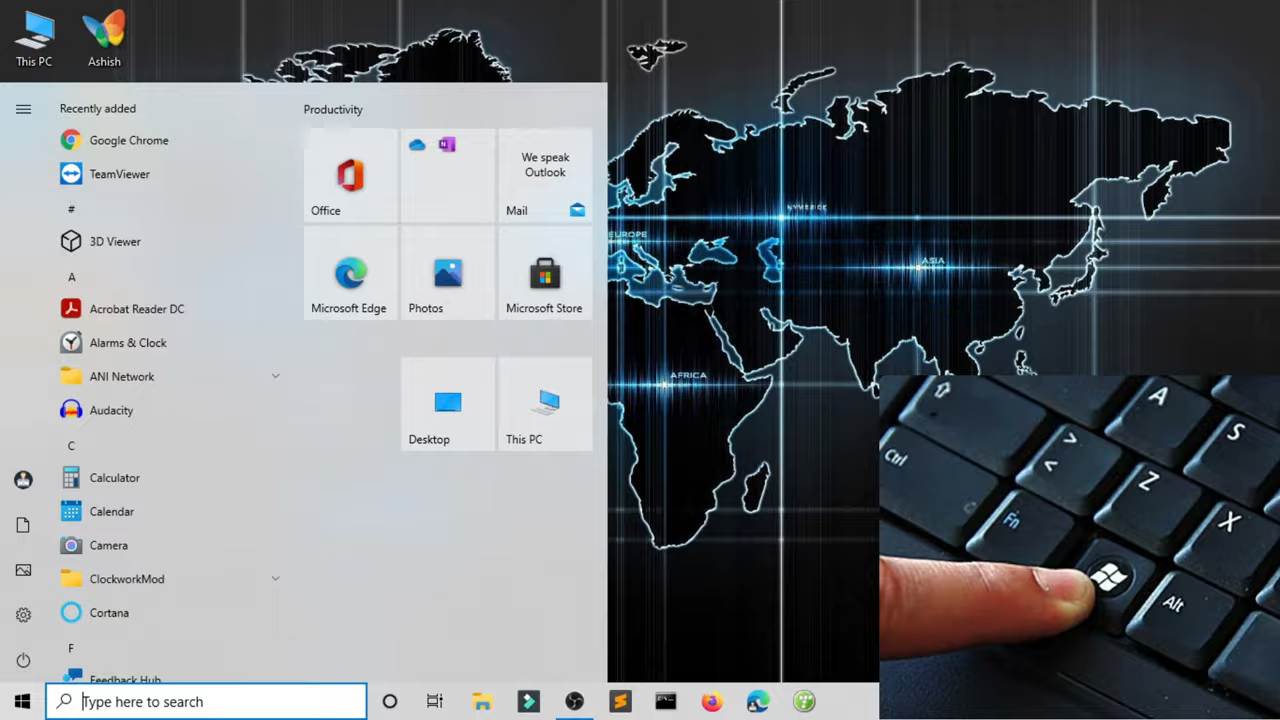 This PC
Ashish
Recently added
Google Chrome
TeamViewer
#
3D Viewer
A
Acrobat Reader DC
Alarms & Clock
ANI Network
Audacity
C
Calculator
Calendar
Camera
ClockworkMod
Cortana
F
Feedback Hub
Productivity
Office
We speak
Outlook
Mail
Microsoft Edge
Photos
Microsoft Store
Desktop
This PC
Type here to search
EUROPE
ASIA
AFRICA
A
S
Ctrl
>
<
Z
X
Fn
Alt